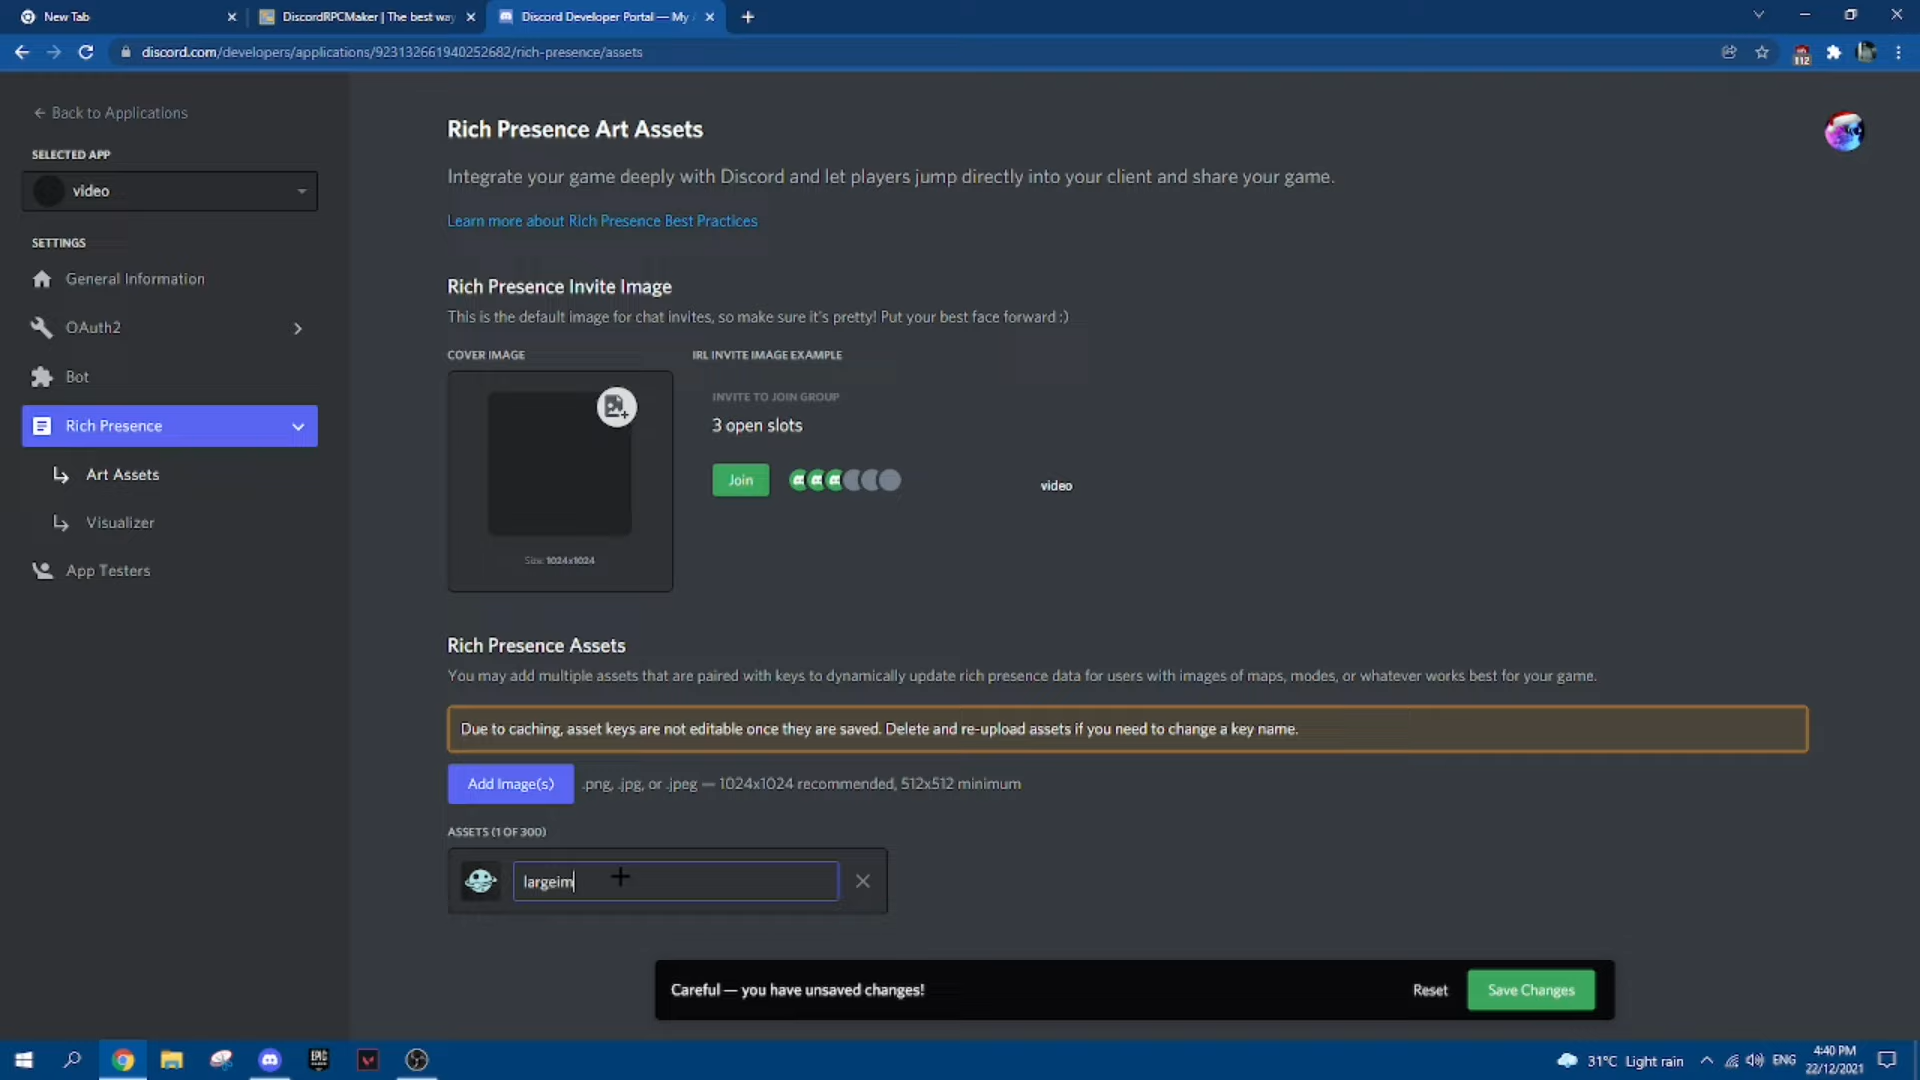 New Tab
DiscordRPCMaker | The best way
Discord Developer Portal — My
discord.com/developers/applications/923132661940252682/rich-presence/assets
112
Back to Applications
SELECTED APP
video
SETTINGS
General Information
OAuth2
Bot
Rich Presence
Art Assets
Visualizer
App Testers
Rich Presence Art Assets
Integrate your game deeply with Discord and let players jump directly into your client and share your game.
Learn more about Rich Presence Best Practices
Rich Presence Invite Image
This is the default image for chat invites, so make sure it's pretty! Put your best face forward :)
COVER IMAGE
Size: 1024x1024
IRL INVITE IMAGE EXAMPLE
INVITE TO JOIN GROUP
3 open slots
Join
video
Rich Presence Assets
You may add multiple assets that are paired with keys to dynamically update rich presence data for users with images of maps, modes, or whatever works best for your game.
Due to caching, asset keys are not editable once they are saved. Delete and re-upload assets if you need to change a key name.
Add Image(s)
.png, .jpg, or .jpeg — 1024x1024 recommended, 512x512 minimum
ASSETS (1 OF 300)
largeim
Careful — you have unsaved changes!
Reset
Save Changes
EPIC
31°C Light rain
ENG
4:40 PM
22/12/2021